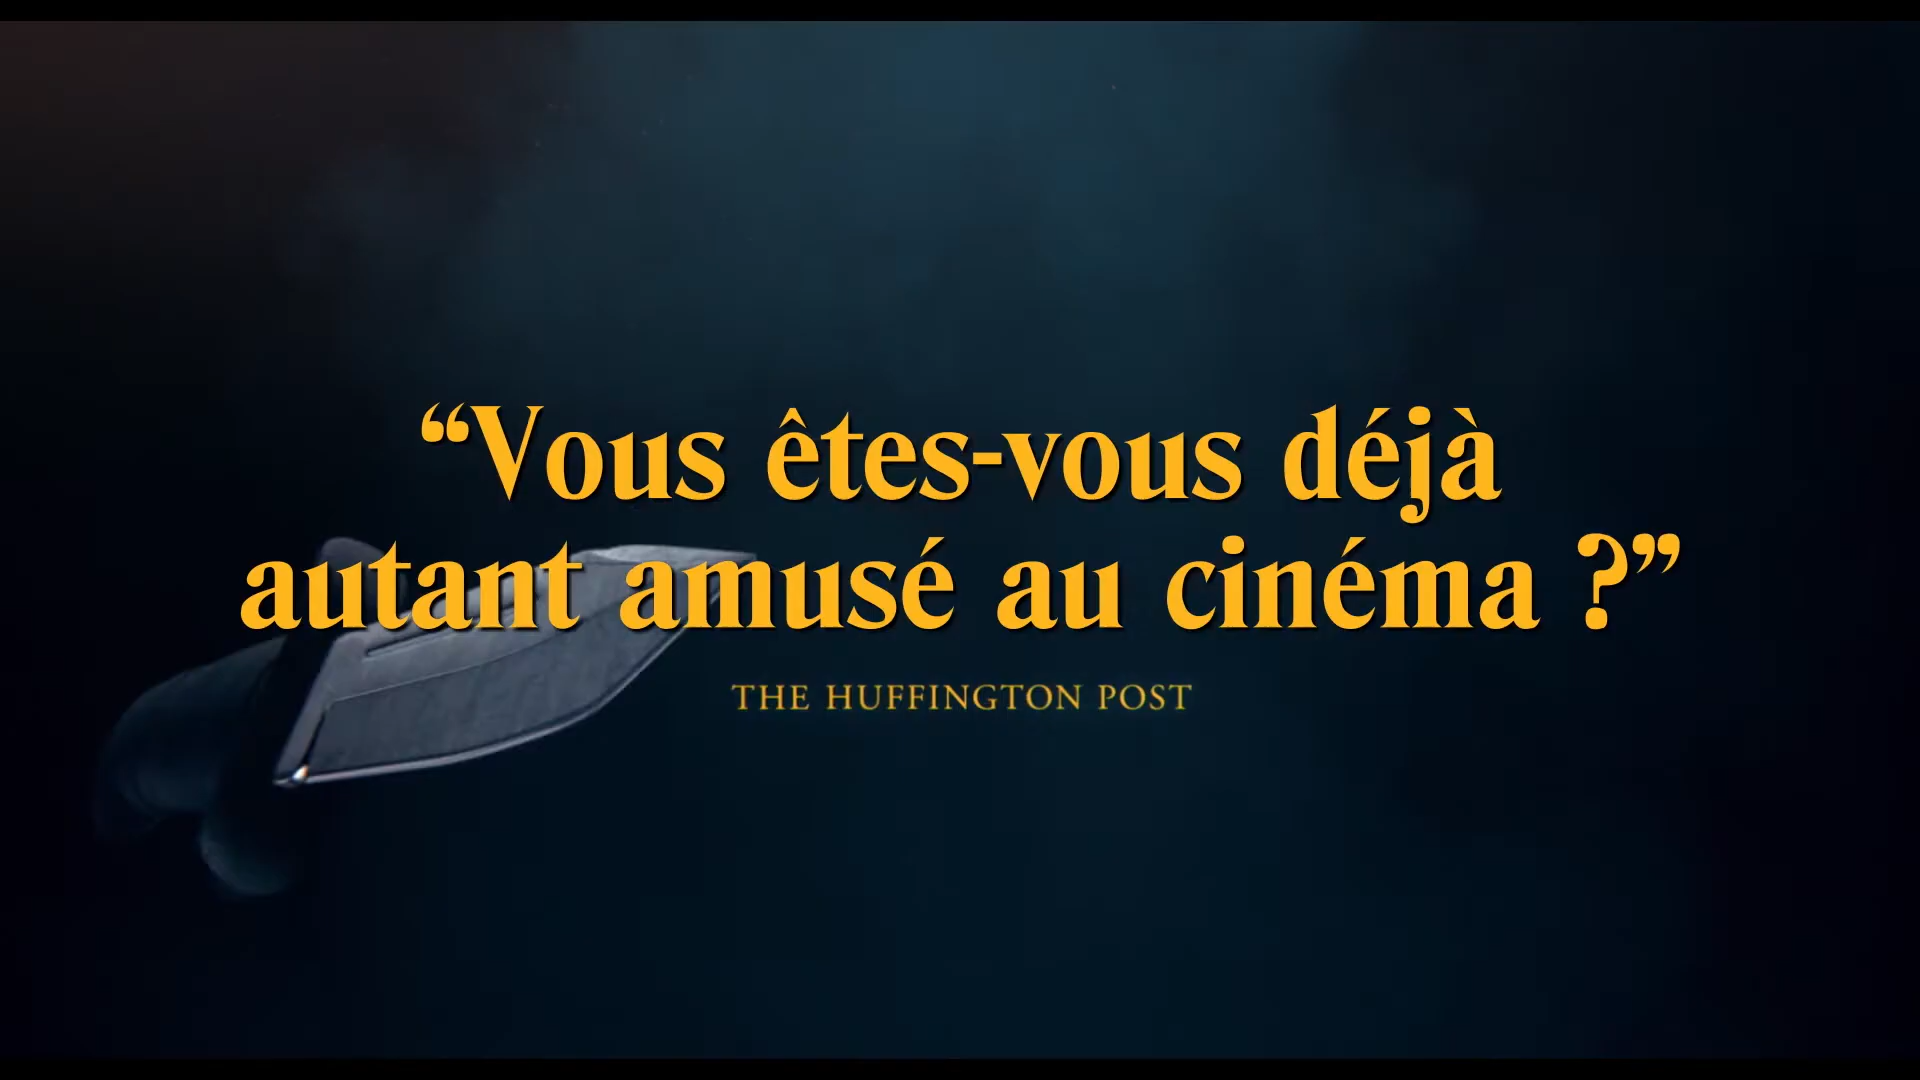 “Vous êtes-vous déjà
autant amusé au cinéma ?”
THE HUFFINGTON POST